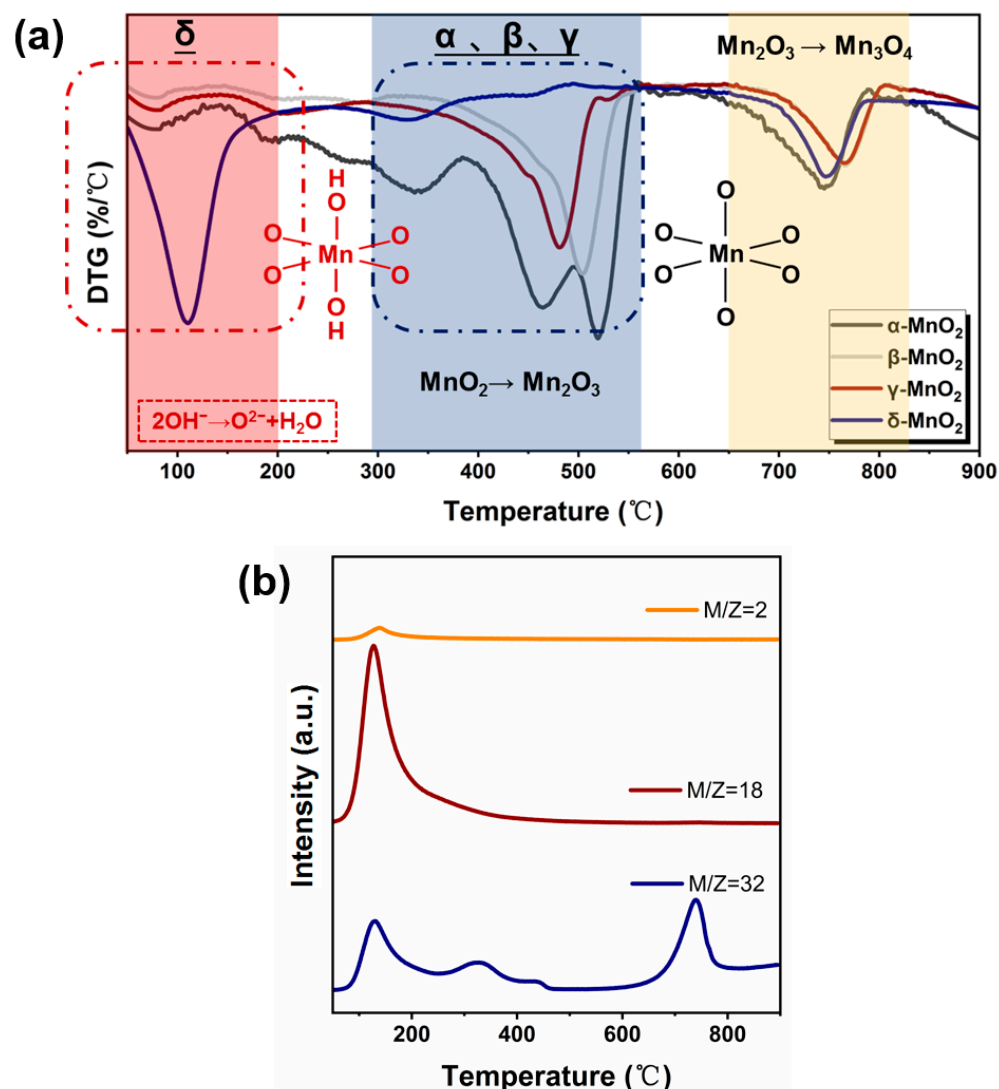 (a)
δ
α 、β、γ
Mn₂O₃ → Mn₃O₄
DTG (%/℃)
H
O
O Mn O
O O
O
H
O
O Mn O
O O
O
MnO₂→ Mn₂O₃
2OH⁻→O²⁻+H₂O
α-MnO₂
β-MnO₂
γ-MnO₂
δ-MnO₂
100 200 300 400 500 600 700 800 900
Temperature (℃)
(b)
M/Z=2
M/Z=18
M/Z=32
Intensity (a.u.)
200 400 600 800
Temperature (℃)